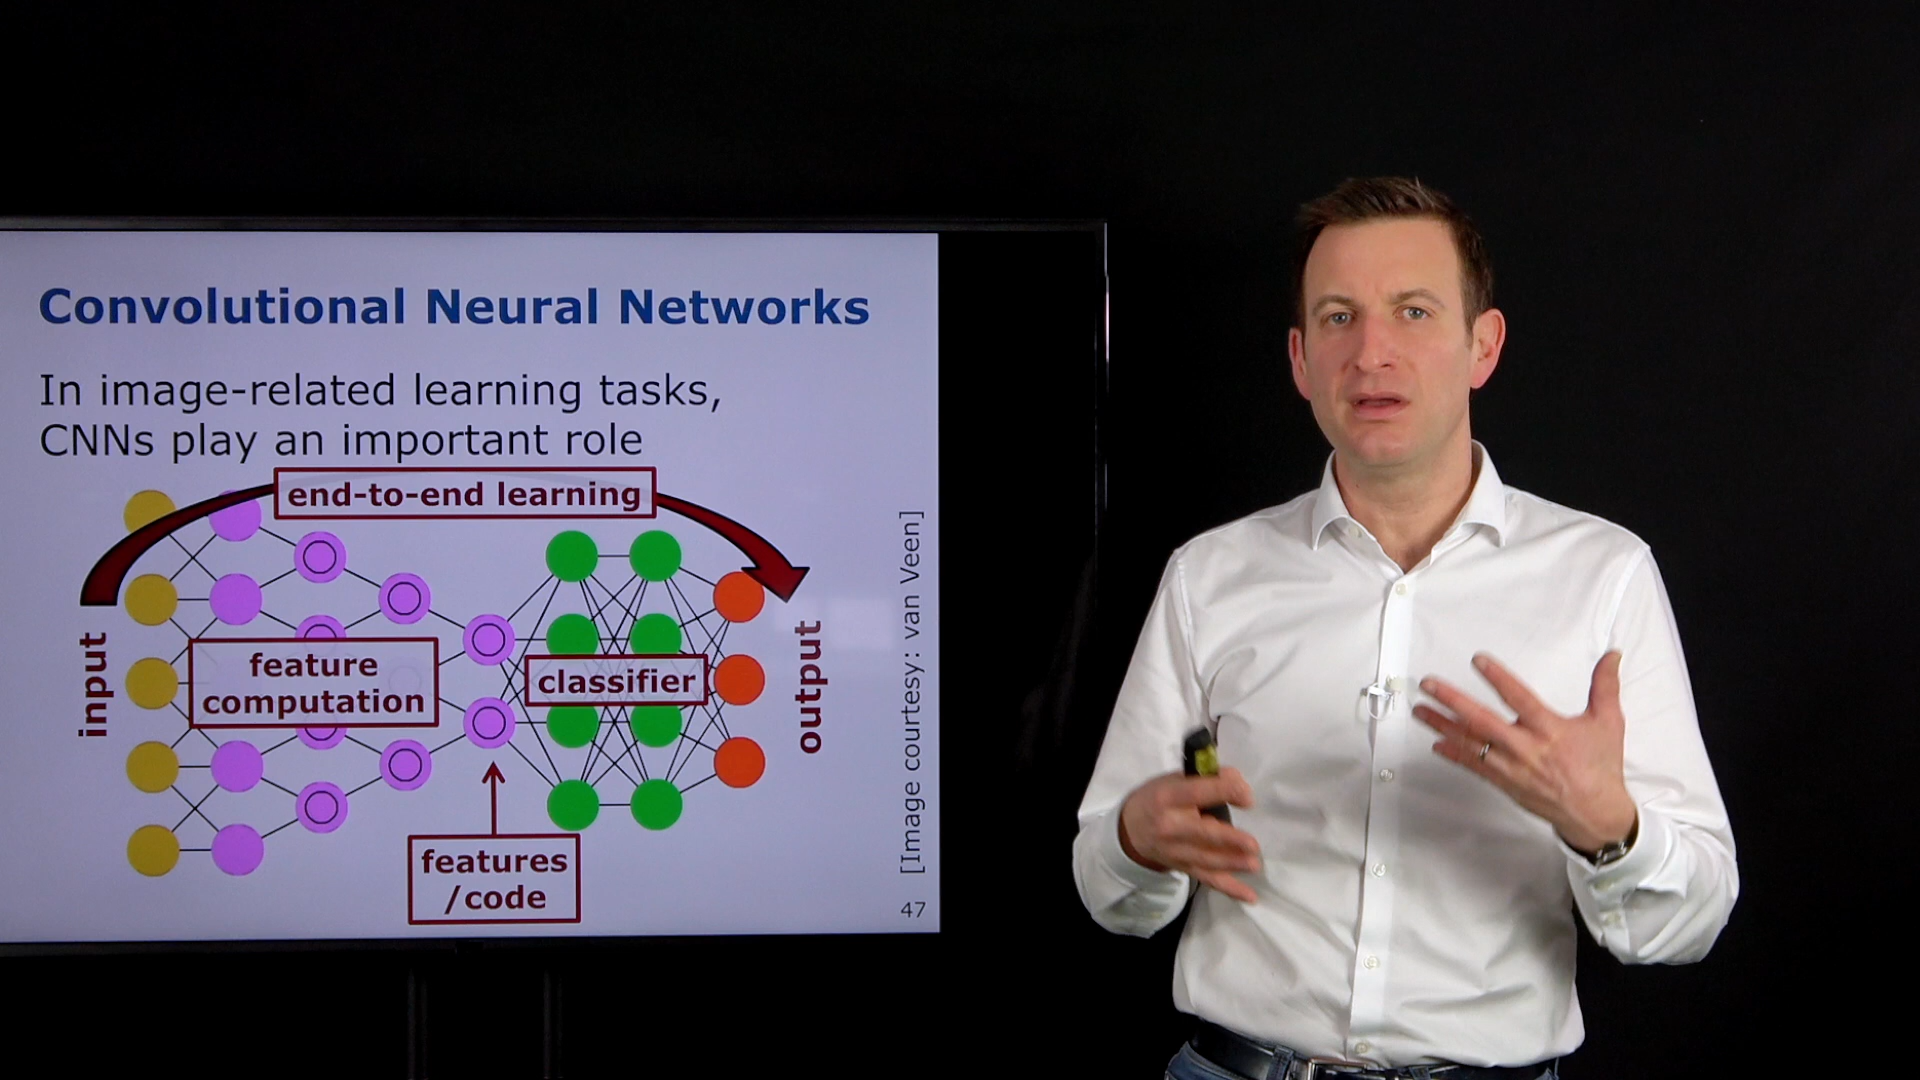 Convolutional Neural Networks
In image-related learning tasks,
CNNs play an important role
end-to-end learning
input
feature
computation
classifier
output
features
/code
[Image courtesy: van Veen]
47